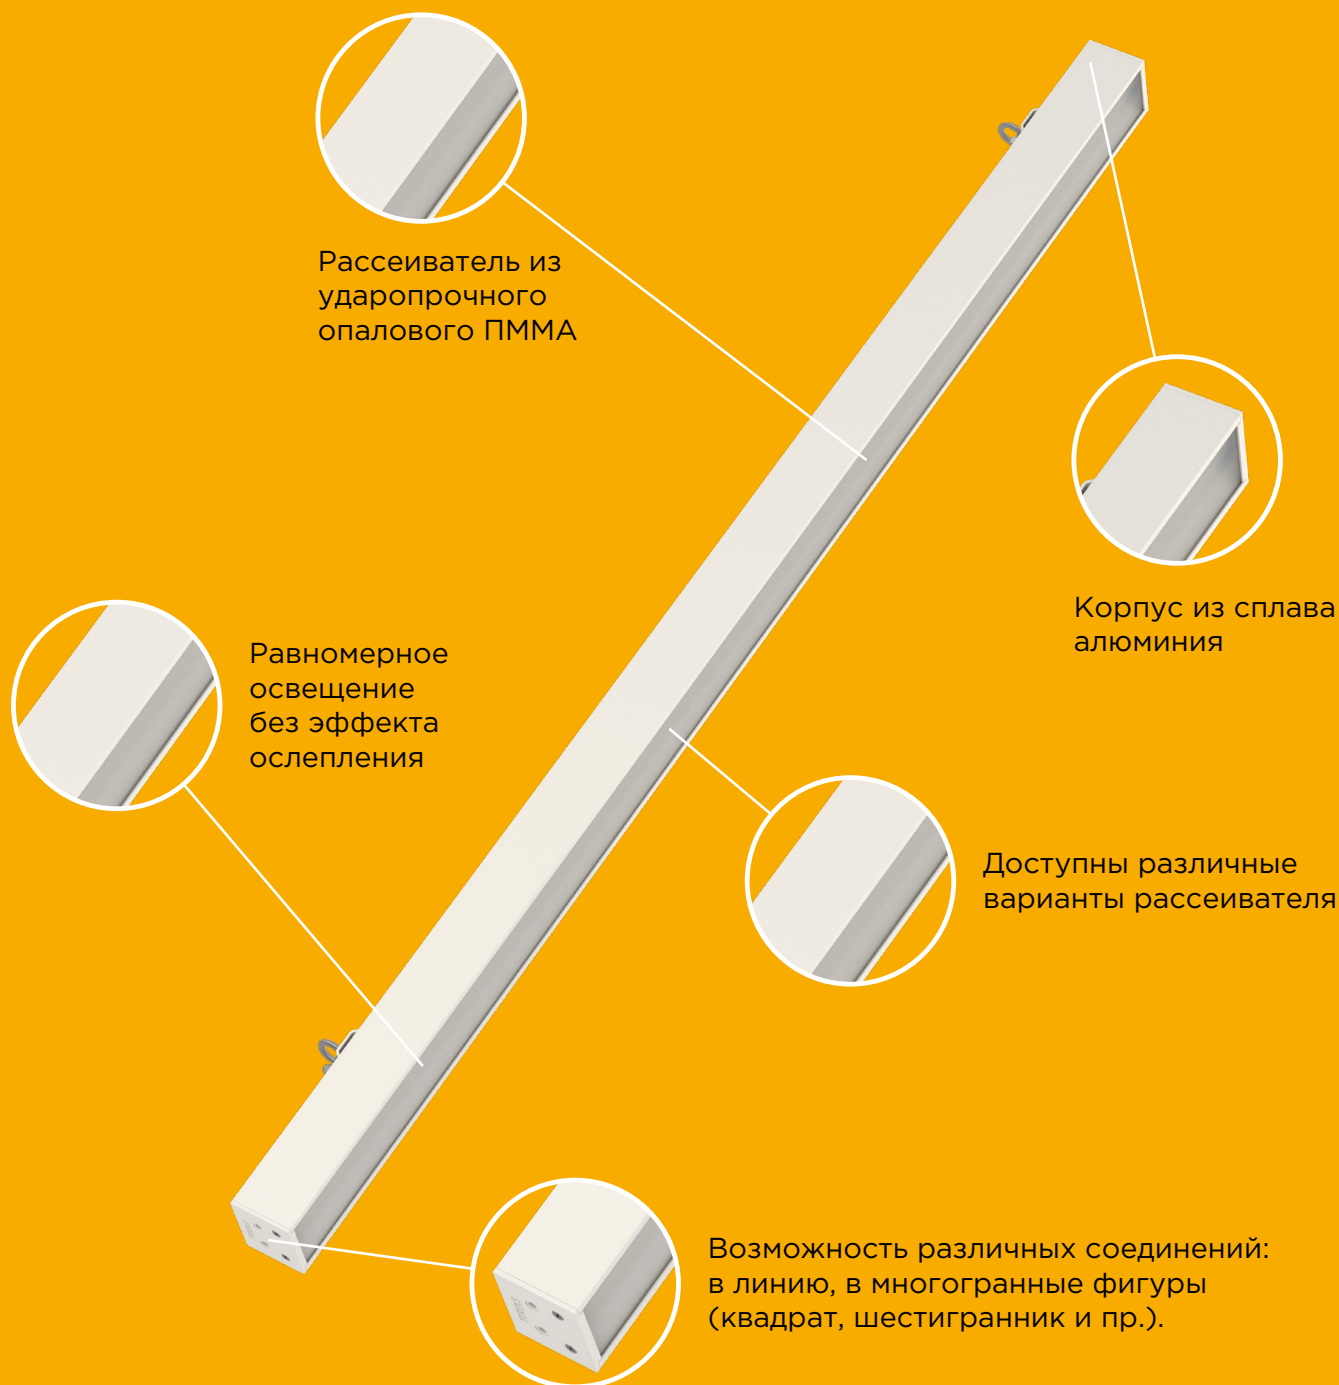 Рассеиватель из
ударопрочного
опалового ПММА
Корпус из сплава
алюминия
Равномерное
освещение
без эффекта
ослепления
Доступны различные
варианты рассеивателя
Возможность различных соединений:
в линию, в многогранные фигуры
(квадрат, шестигранник и пр.).